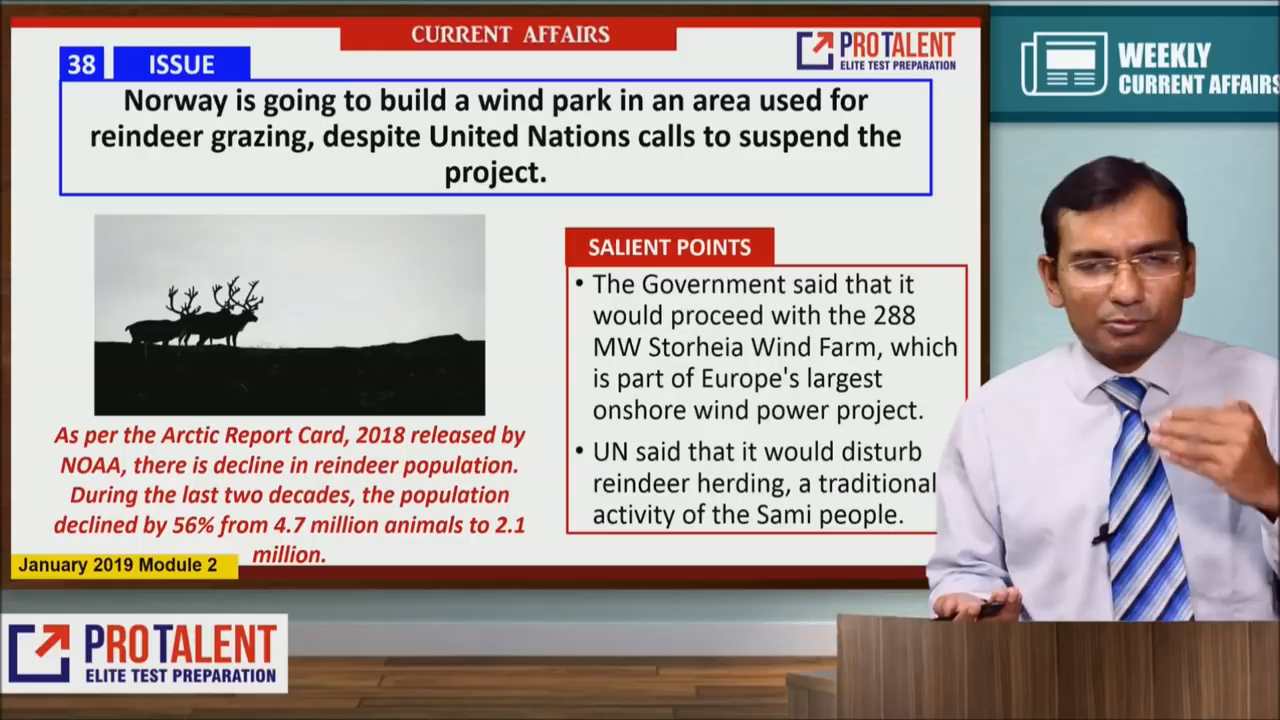 CURRENT AFFAIRS
PROTALENT
ELITE TEST PREPARATION
WEEKLY
CURRENT AFFAIRS
38 ISSUE
Norway is going to build a wind park in an area used for
reindeer grazing, despite United Nations calls to suspend the
project.
SALIENT POINTS
• The Government said that it
would proceed with the 288
MW Storheia Wind Farm, which
is part of Europe's largest
onshore wind power project.
• UN said that it would disturb
reindeer herding, a traditional
activity of the Sami people.
As per the Arctic Report Card, 2018 released by
NOAA, there is decline in reindeer population.
During the last two decades, the population
declined by 56% from 4.7 million animals to 2.1
million.
January 2019 Module 2
PROTALENT
ELITE TEST PREPARATION